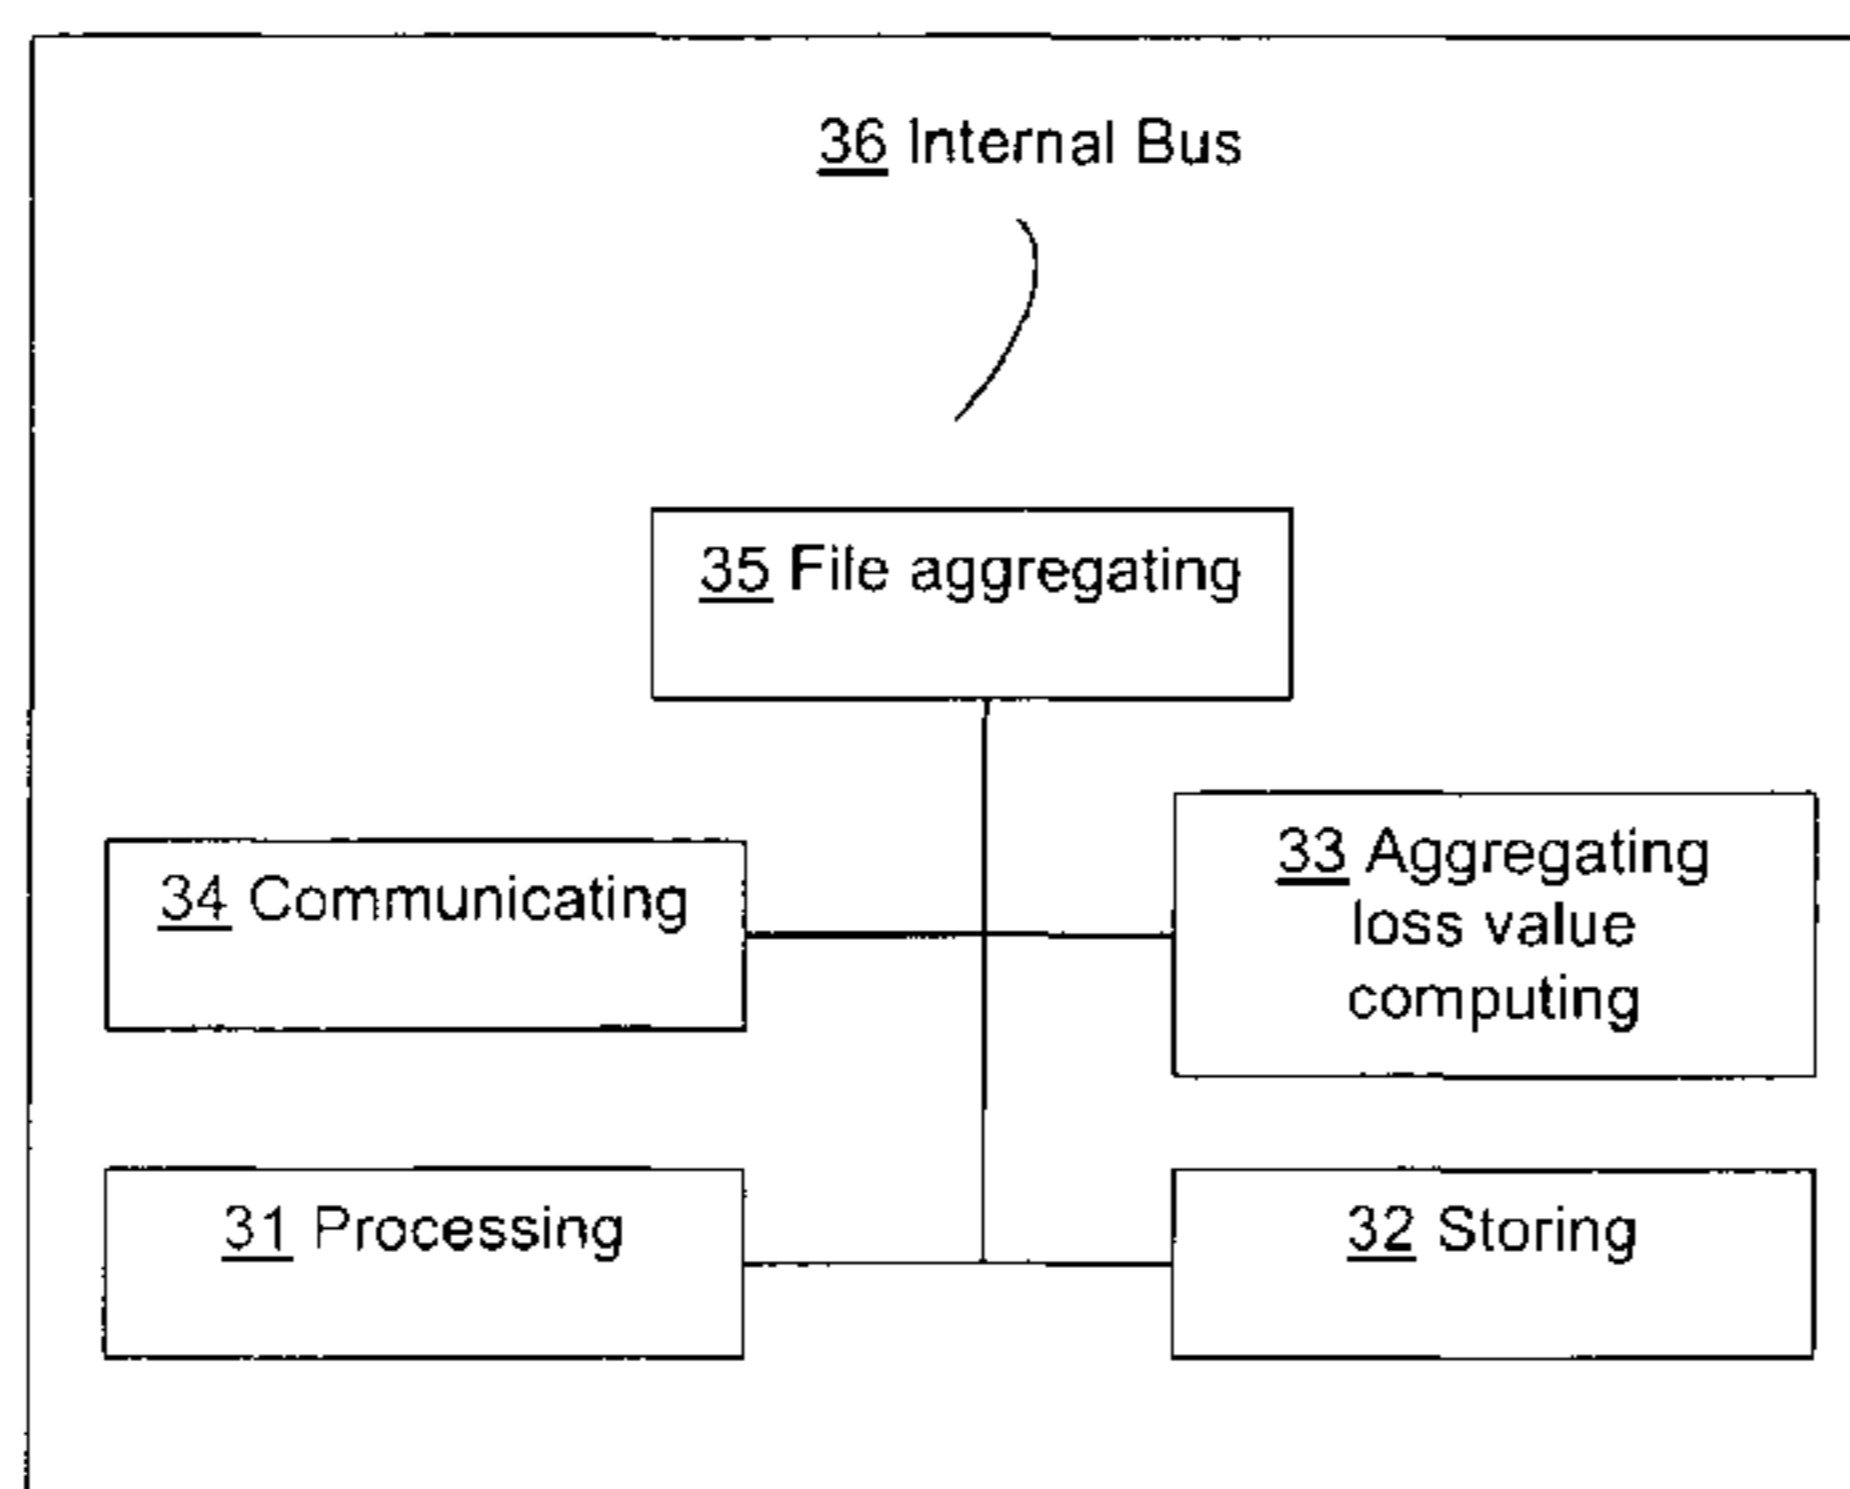 36 Internal Bus
35 File aggregating
34 Communicating
33 Aggregating
loss value
computing
31 Processing
32 Storing